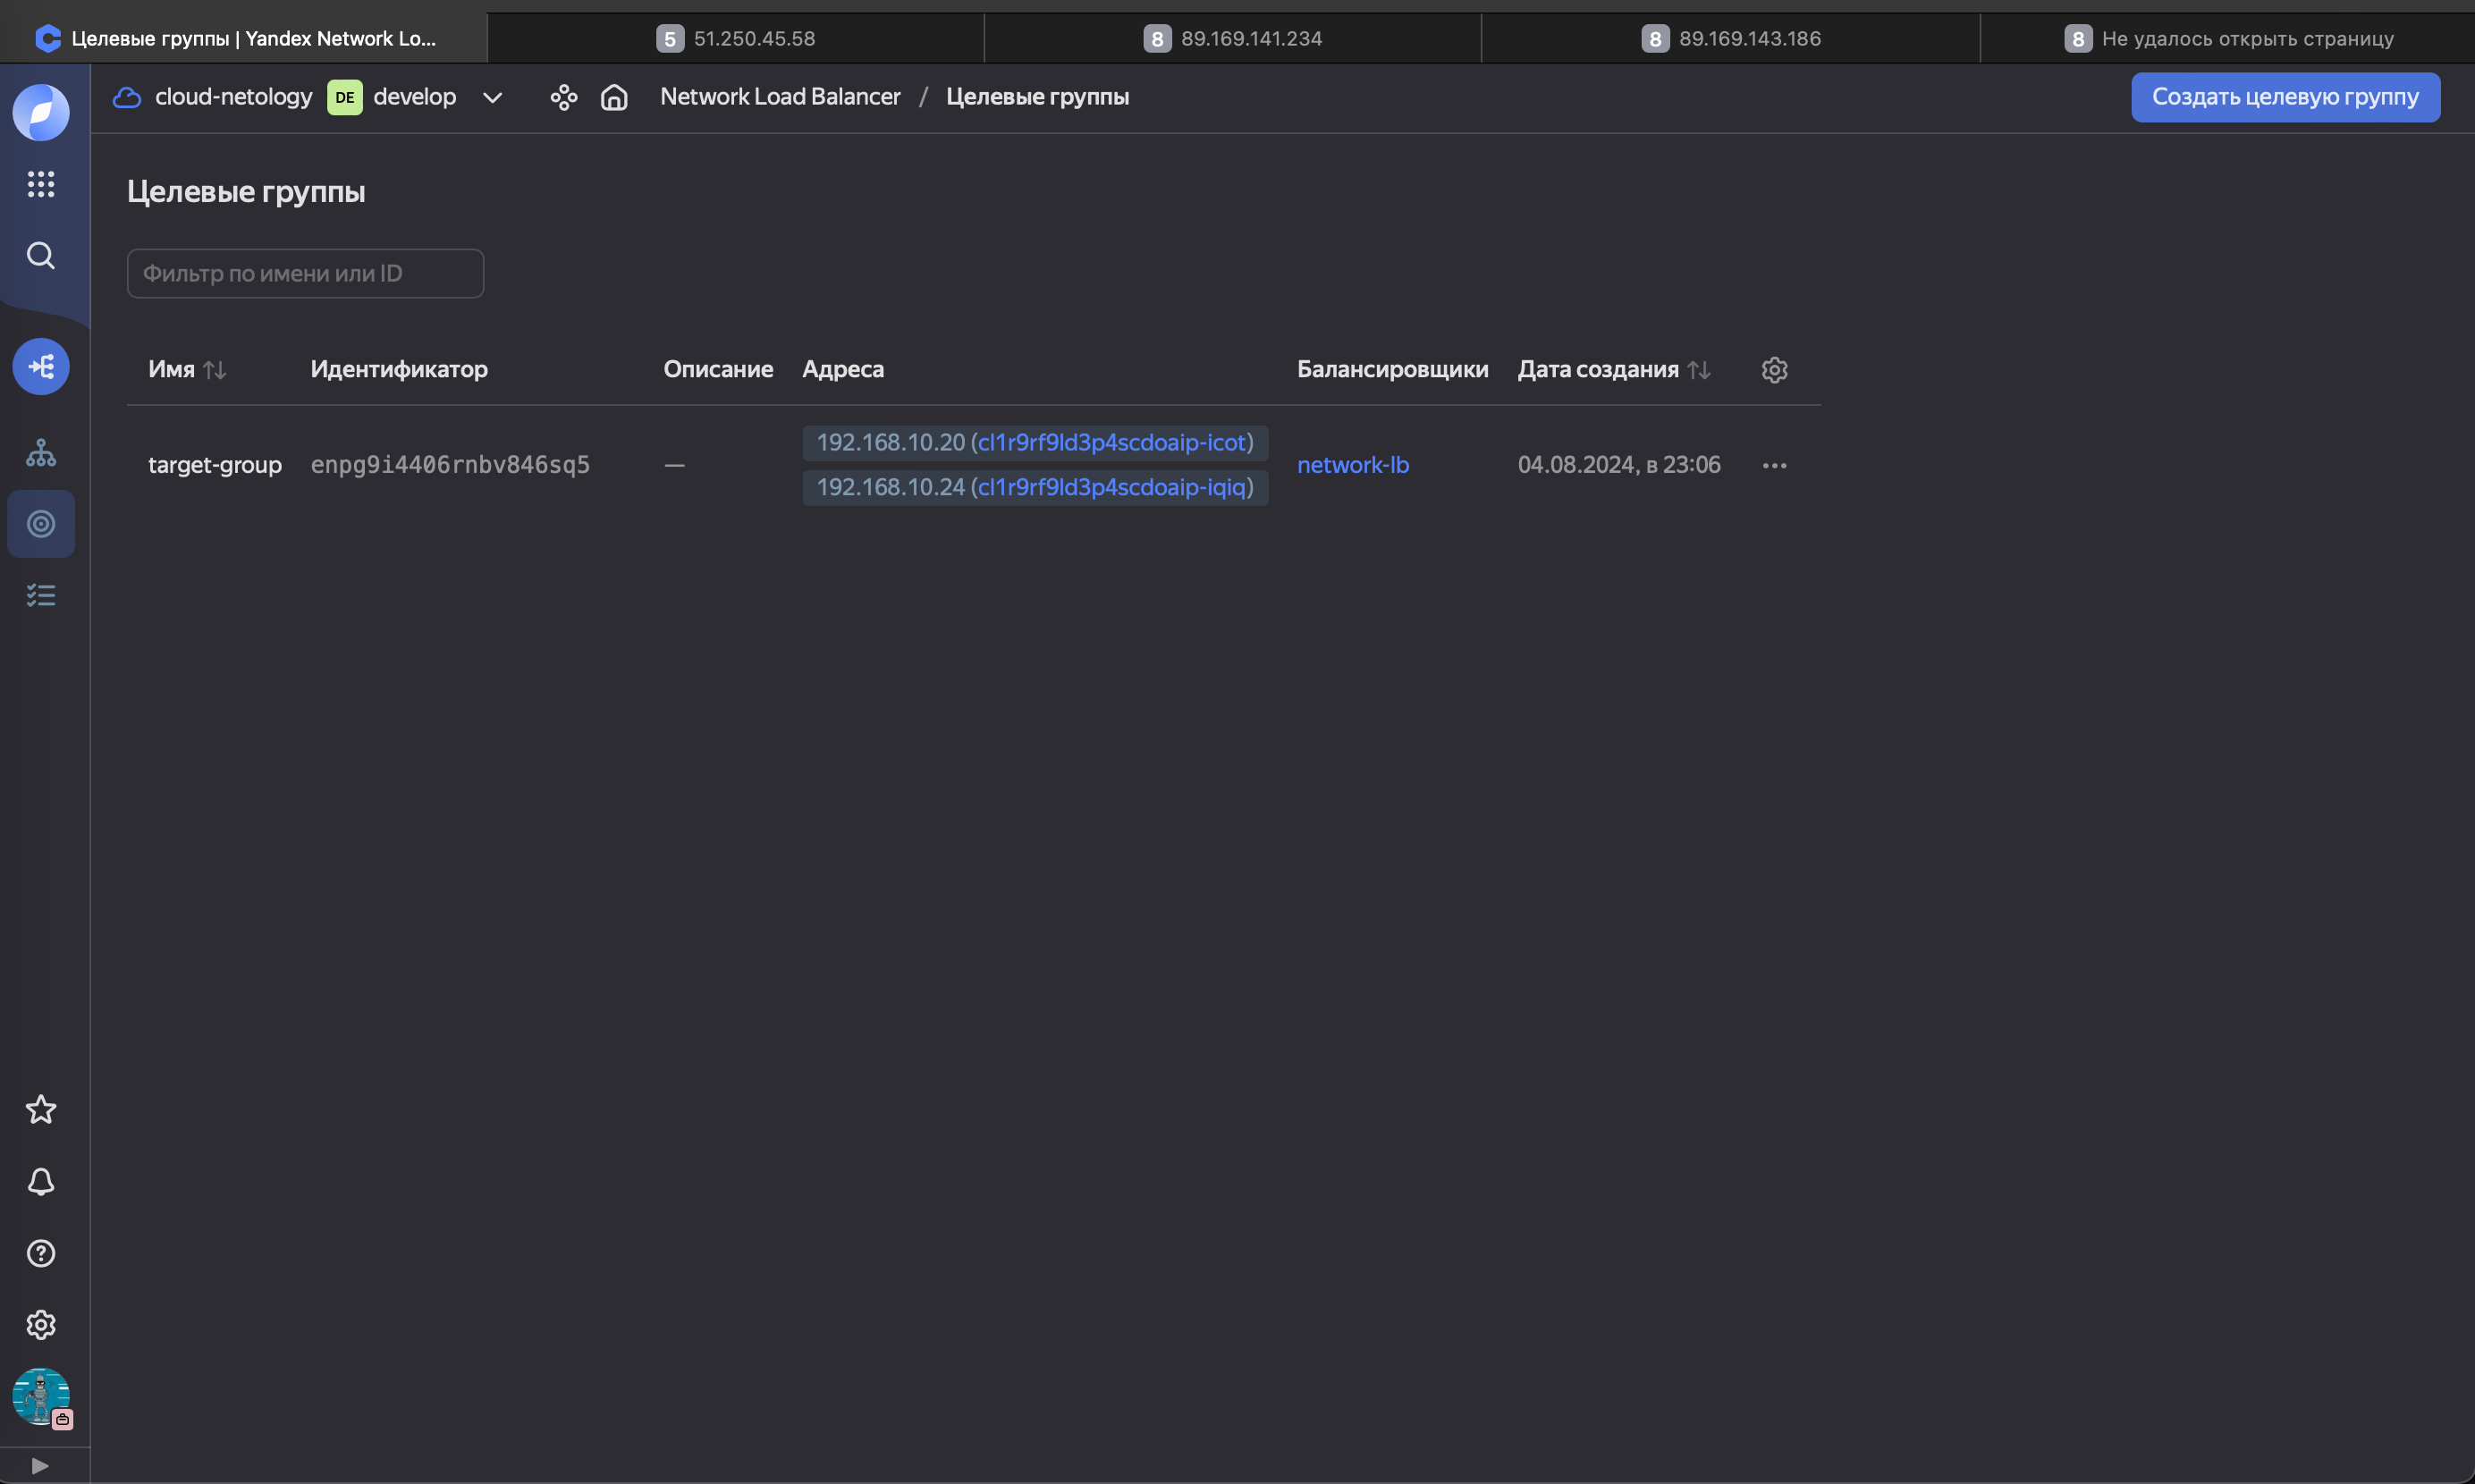 Целевые группы | Yandex Network Lo...
5 51.250.45.58
8 89.169.141.234
8 89.169.143.186
8 Не удалось открыть страницу
cloud-netology DE develop
Network Load Balancer / Целевые группы
Создать целевую группу
Целевые группы
Фильтр по имени или ID
Имя Идентификатор Описание Адреса Балансировщики Дата создания
target-group enpg9i4406rnbv846sq5 — 192.168.10.20 (cl1r9rf9ld3p4scdoaip-icot) network-lb 04.08.2024, в 23:06
192.168.10.24 (cl1r9rf9ld3p4scdoaip-iqiq)